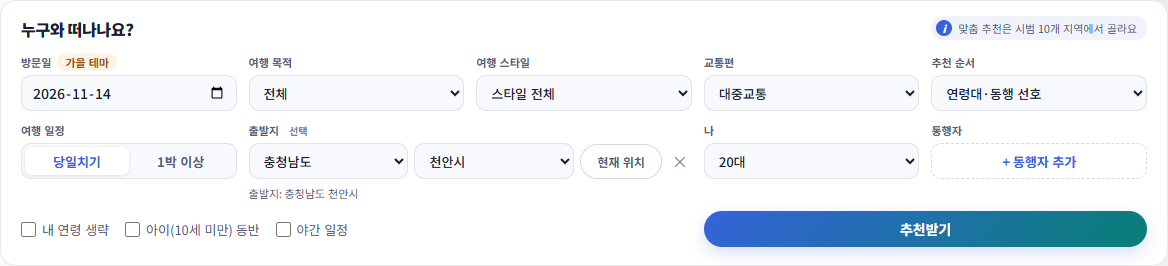 누구와 떠나나요?
i 맞춤 추천은 시범 10개 지역에서 골라요
방문일 가을 테마 여행 목적 여행 스타일 교통편 추천 순서
2026-11-14 전체 스타일 전체 대중교통 연령대·동행 선호
여행 일정 출발지 선택 나 동행자
당일치기 1박 이상 충청남도 천안시 현재 위치 × 20대 + 동행자 추가
출발지: 충청남도 천안시
내 연령 생략 아이(10세 미만) 동반 야간 일정 추천받기